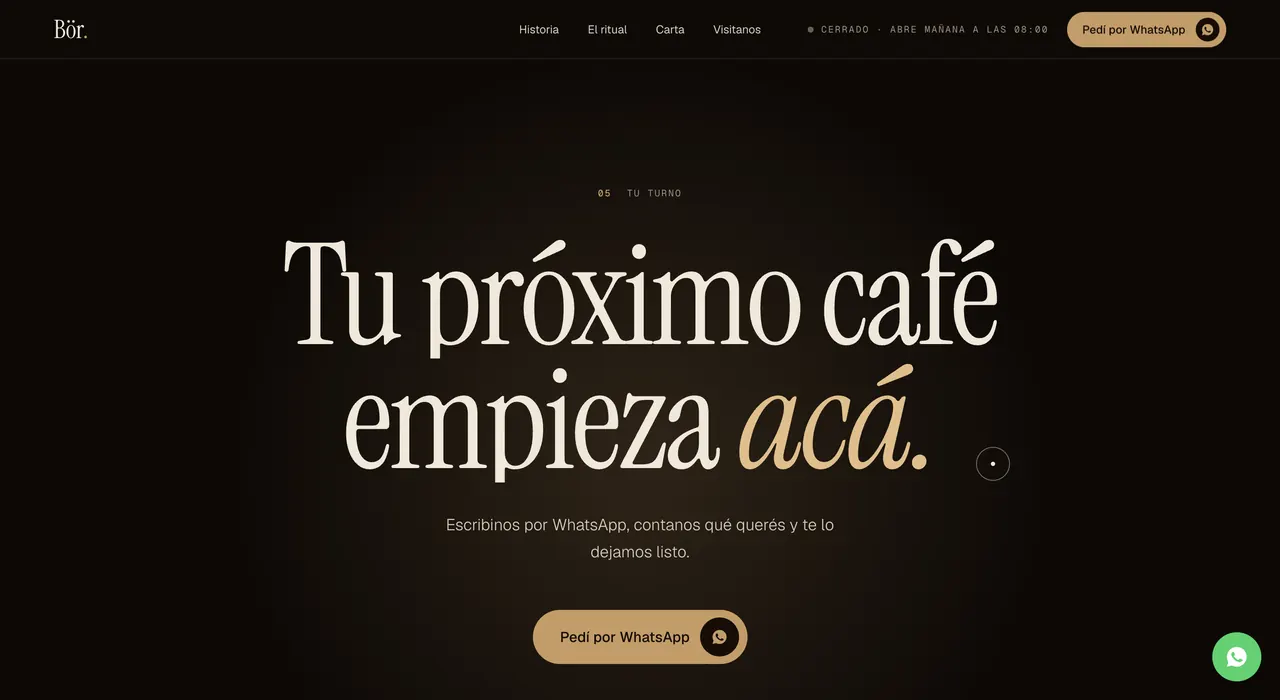 Bör.
Historia
El ritual
Carta
Visitanos
CERRADO · ABRE MAÑANA A LAS 08:00
Pedí por WhatsApp
05 TU TURNO
Tu próximo café
empieza acá.
Escribinos por WhatsApp, contanos qué querés y te lo
dejamos listo.
Pedí por WhatsApp